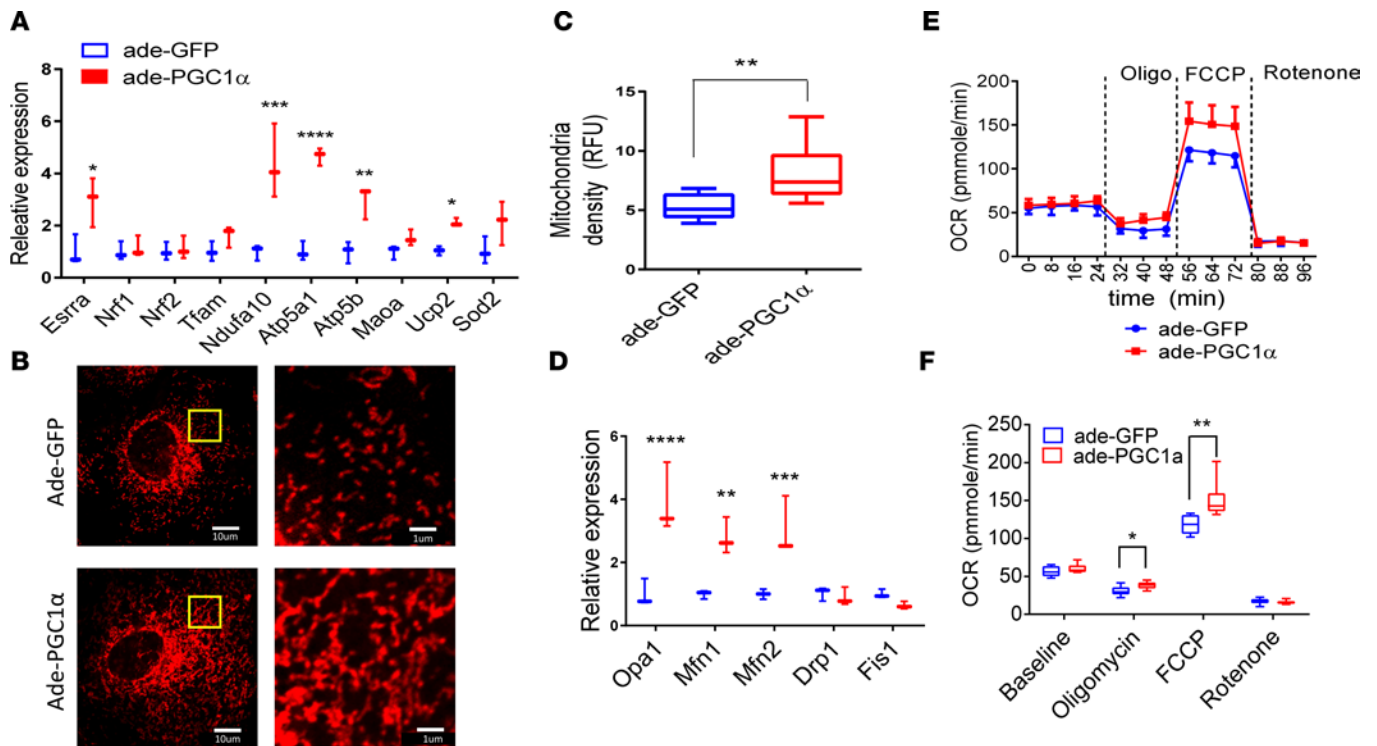 A
ade-GFP
ade-PGC1α
Releative expression
8
6
4
2
0
*
***
****
**
*
Esrra
Nrf1
Nrf2
Tfam
Ndufa10
Atp5a1
Atp5b
Maoa
Ucp2
Sod2
B
Ade-GFP
10um
1um
Ade-PGC1α
10um
1um
C
Mitochondria
density (RFU)
15
10
5
0
**
ade-GFP
ade-PGC1α
D
Relative expression
6
4
2
0
****
**
***
Opa1
Mfn1
Mfn2
Drp1
Fis1
E
Oligo
FCCP
Rotenone
OCR (pmmole/min)
200
150
100
50
0
0
8
16
24
32
40
48
56
64
72
80
88
96
time (min)
ade-GFP
ade-PGC1α
F
OCR (pmmole/min)
250
200
150
100
50
0
ade-GFP
ade-PGC1a
*
**
Baseline
Oligomycin
FCCP
Rotenone